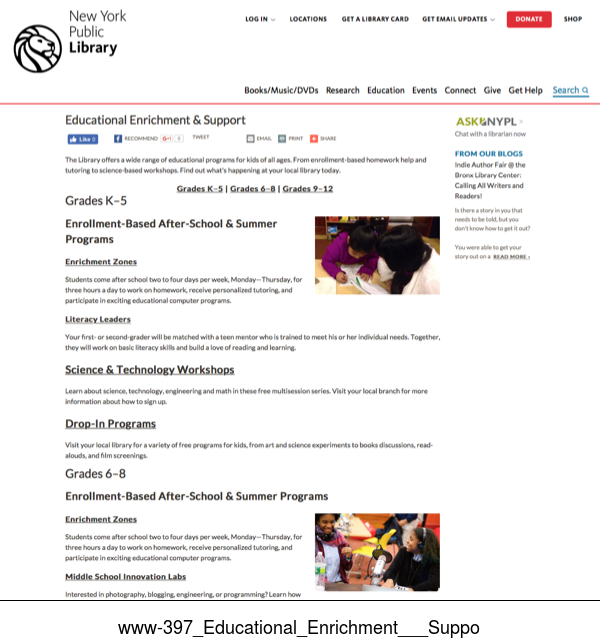 New York
Public
Library
LOG IN
LOCATIONS
GET A LIBRARY CARD
GET EMAIL UPDATES
DONATE
SHOP
Books/Music/DVDs Research Education Events Connect Give Get Help Search
Educational Enrichment & Support
Like 0
RECOMMEND
G+1 0
TWEET
EMAIL
PRINT
SHARE
The Library offers a wide range of educational programs for kids of all ages. From enrollment-based homework help and
tutoring to science-based workshops. Find out what's happening at your local library today.
Grades K–5 | Grades 6–8 | Grades 9–12
Grades K–5
Enrollment-Based After-School & Summer
Programs
Enrichment Zones
Students come after school two to four days per week, Monday—Thursday, for
three hours a day to work on homework, receive personalized tutoring, and
participate in exciting educational computer programs.
Literacy Leaders
Your first- or second-grader will be matched with a teen mentor who is trained to meet his or her individual needs. Together,
they will work on basic literacy skills and build a love of reading and learning.
Science & Technology Workshops
Learn about science, technology, engineering and math in these free multisession series. Visit your local branch for more
information about how to sign up.
Drop-In Programs
Visit your local library for a variety of free programs for kids, from art and science experiments to books discussions, read-
alouds, and film screenings.
Grades 6–8
Enrollment-Based After-School & Summer Programs
Enrichment Zones
Students come after school two to four days per week, Monday—Thursday, for
three hours a day to work on homework, receive personalized tutoring, and
participate in exciting educational computer programs.
Middle School Innovation Labs
Interested in photography, blogging, engineering, or programming? Learn how
ASK NYPL >
Chat with a librarian now
FROM OUR BLOGS
Indie Author Fair @ the
Bronx Library Center:
Calling All Writers and
Readers!
Is there a story in you that
needs to be told, but you
don't know how to get it out?
You were able to get your
story out on a READ MORE ›
www-397_Educational_Enrichment___Suppo